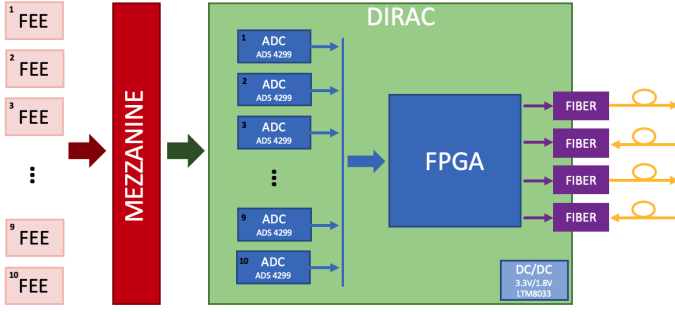 1
FEE
2
FEE
3
FEE
...
9
FEE
10
FEE
MEZZANINE
DIRAC
1
ADC
ADS 4299
2
ADC
ADS 4299
3
ADC
ADS 4299
...
9
ADC
ADS 4299
10
ADC
ADS 4299
FPGA
FIBER
FIBER
FIBER
FIBER
DC/DC
3.3V/1.8V
LTM8033